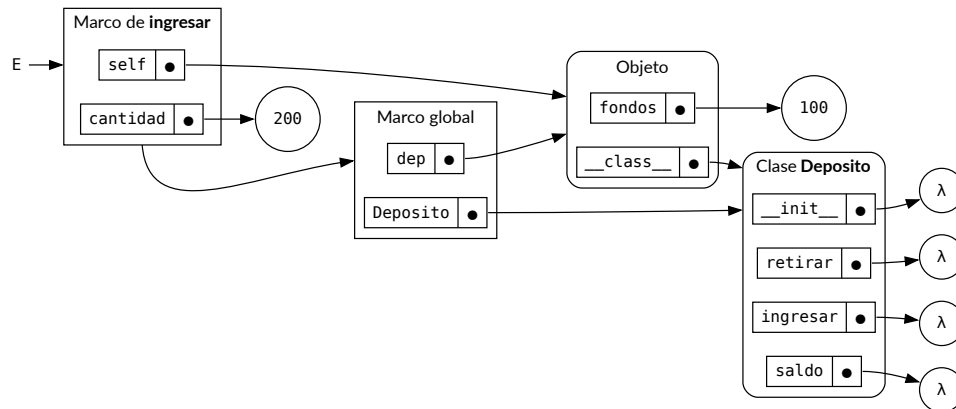 E
Marco de ingresar
self
cantidad
200
Marco global
dep
Deposito
Objeto
fondos
__class__
100
Clase Deposito
__init__
retirar
ingresar
saldo
λ
λ
λ
λ